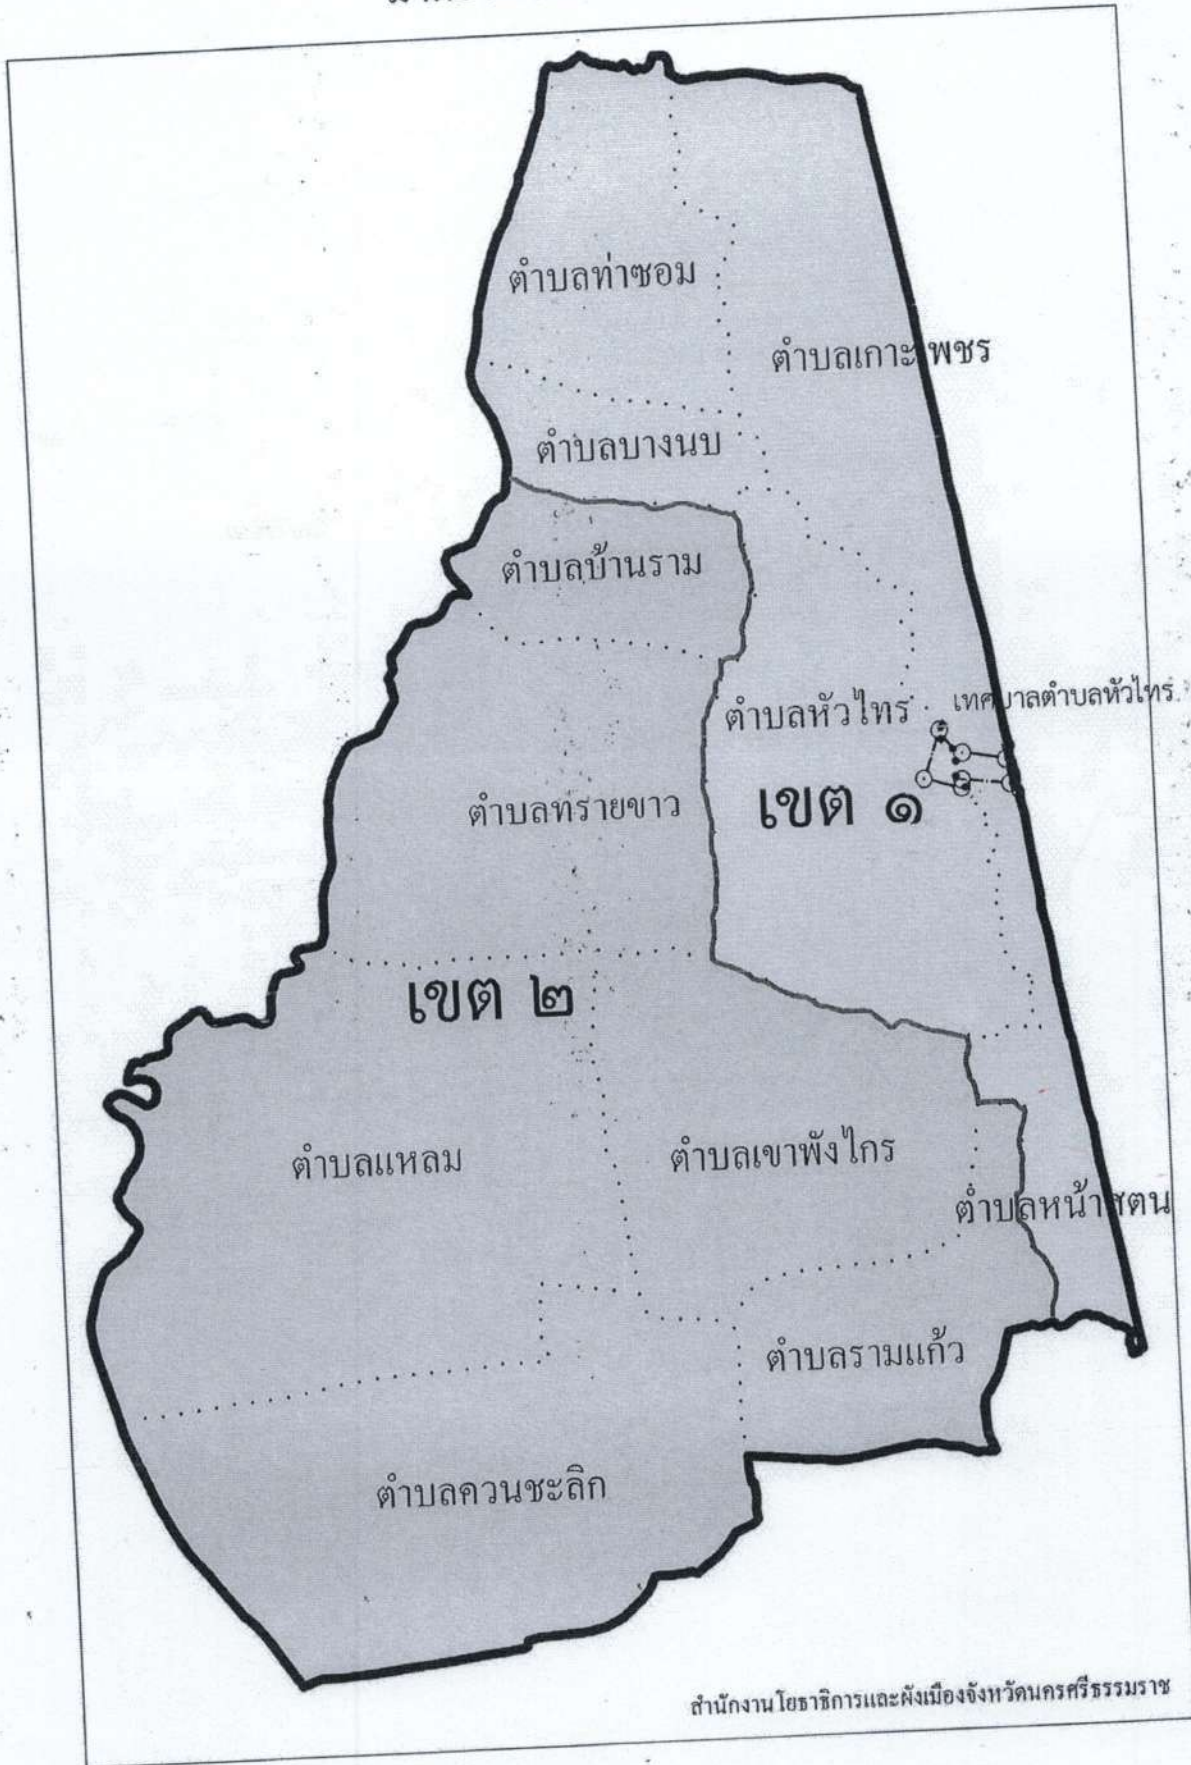 ตำบลท่าซอม
ตำบลเกาะเพชร
ตำบลบางนบ
ตำบลบ้านราม
ตำบลหัวไทร
เทศบาลตำบลหัวไทร
ตำบลทรายขาว
เขต ๑
เขต ๒
ตำบลแหลม
ตำบลเขาพังไกร
ตำบลหน้าสตน
ตำบลรามแก้ว
ตำบลควนชะลิก
สำนักงานโยธาธิการและผังเมืองจังหวัดนครศรีธรรมราช